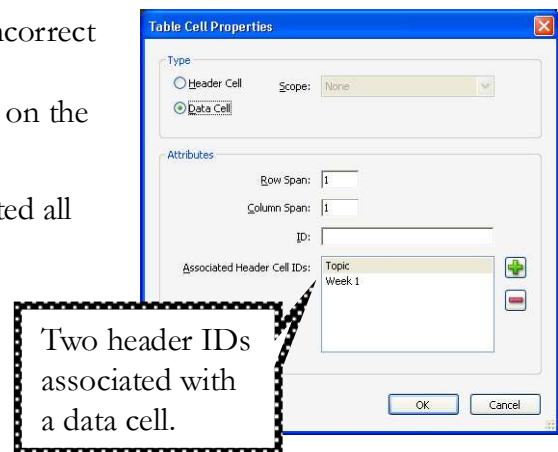 ncorrect
on the
ted all
Table Cell Properties
Type
Header Cell Scope: None
Data Cell
Attributes
Row Span: 1
Column Span: 1
ID:
Associated Header Cell IDs: Topic
Week 1
Two header IDs
associated with
a data cell.
OK Cancel